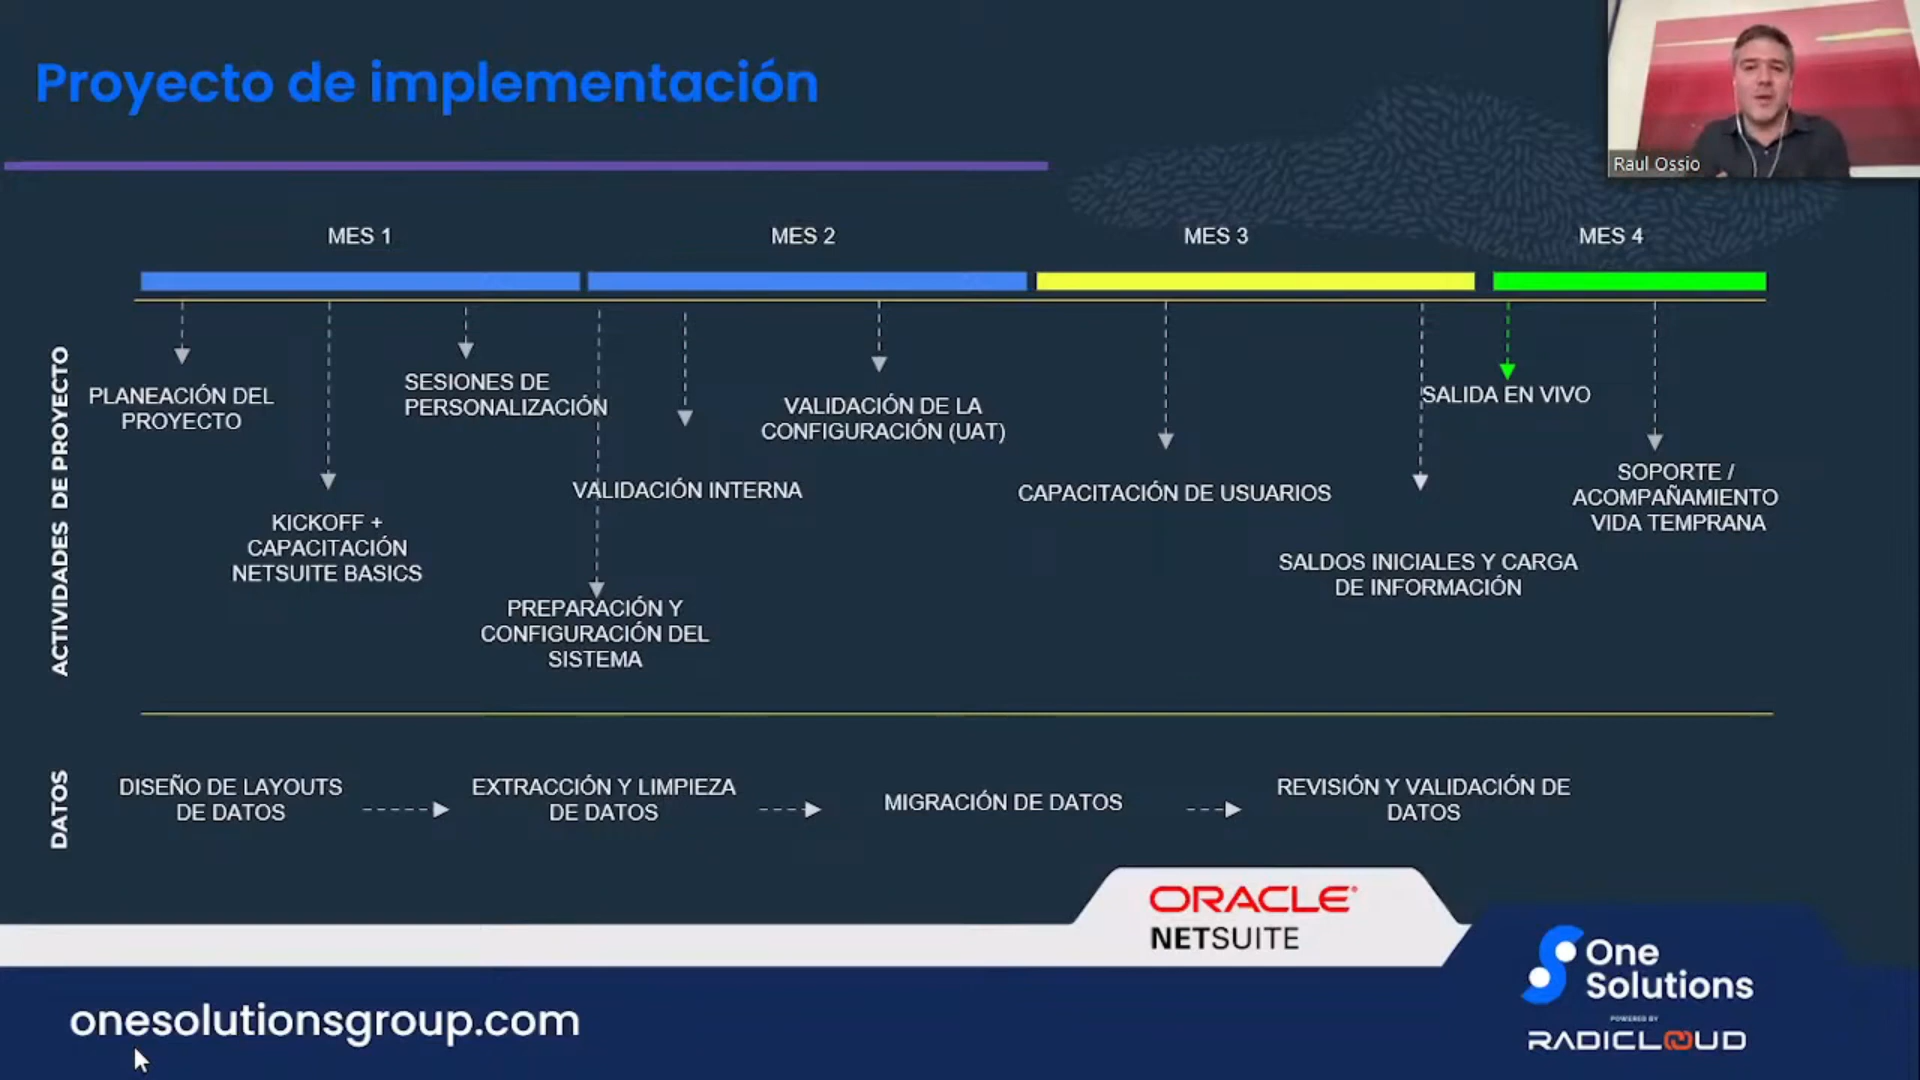 Proyecto de implementación
Raul Ossio
MES 1
MES 2
MES 3
MES 4
ACTIVIDADES DE PROYECTO
PLANEACIÓN DEL
PROYECTO
KICKOFF +
CAPACITACIÓN
NETSUITE BASICS
SESIONES DE
PERSONALIZACIÓN
PREPARACIÓN Y
CONFIGURACIÓN DEL
SISTEMA
VALIDACIÓN INTERNA
VALIDACIÓN DE LA
CONFIGURACIÓN (UAT)
CAPACITACIÓN DE USUARIOS
SALDOS INICIALES Y CARGA
DE INFORMACIÓN
SALIDA EN VIVO
SOPORTE /
ACOMPAÑAMIENTO
VIDA TEMPRANA
DATOS
DISEÑO DE LAYOUTS
DE DATOS
EXTRACCIÓN Y LIMPIEZA
DE DATOS
MIGRACIÓN DE DATOS
REVISIÓN Y VALIDACIÓN DE
DATOS
ORACLE
NETSUITE
One
Solutions
POWERED BY
RADICLOUD
onesolutionsgroup.com